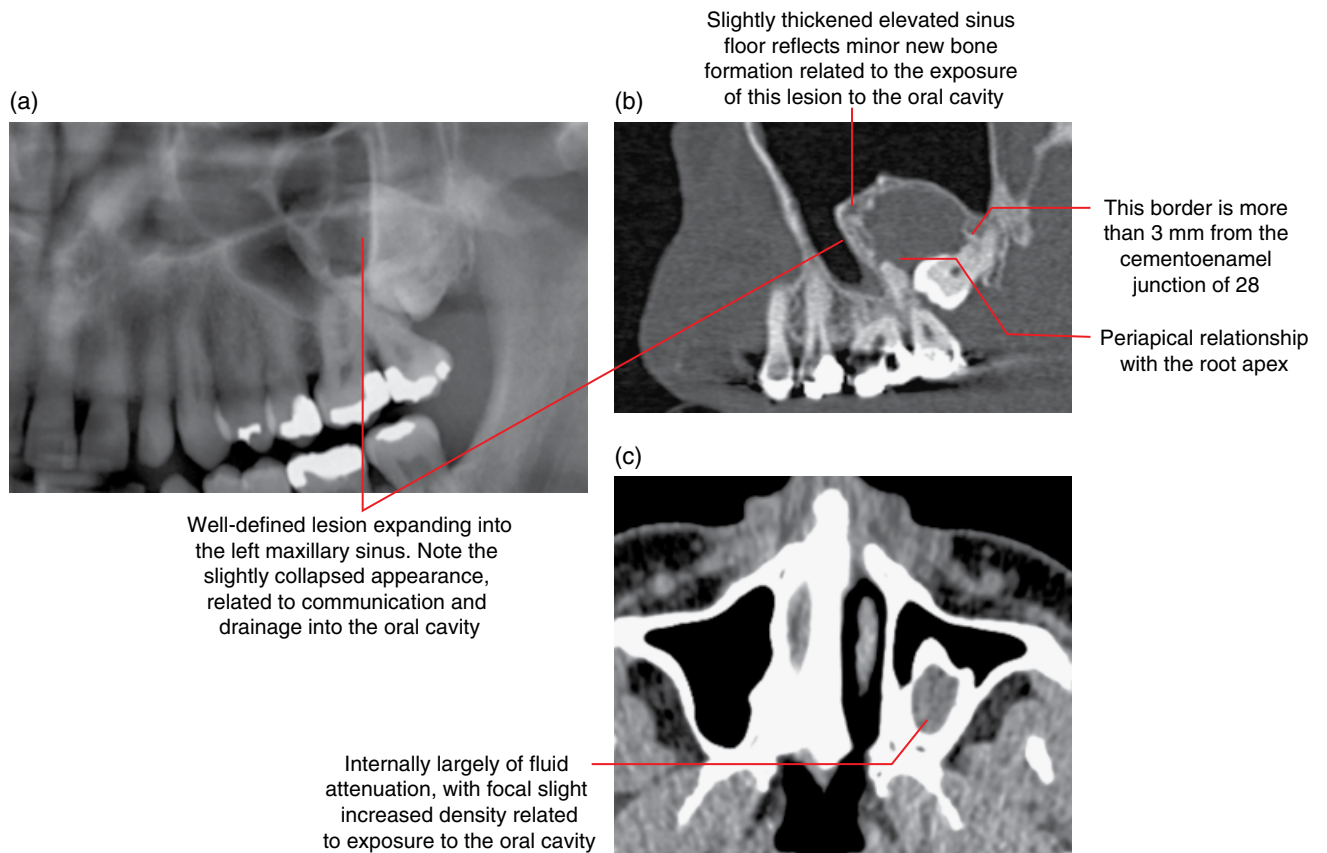 Slightly thickened elevated sinus
floor reflects minor new bone
formation related to the exposure
of this lesion to the oral cavity
(a)
(b)
This border is more
than 3 mm from the
cementoenamel
junction of 28
Periapical relationship
with the root apex
(c)
Well-defined lesion expanding into
the left maxillary sinus. Note the
slightly collapsed appearance,
related to communication and
drainage into the oral cavity
Internally largely of fluid
attenuation, with focal slight
increased density related
to exposure to the oral cavity